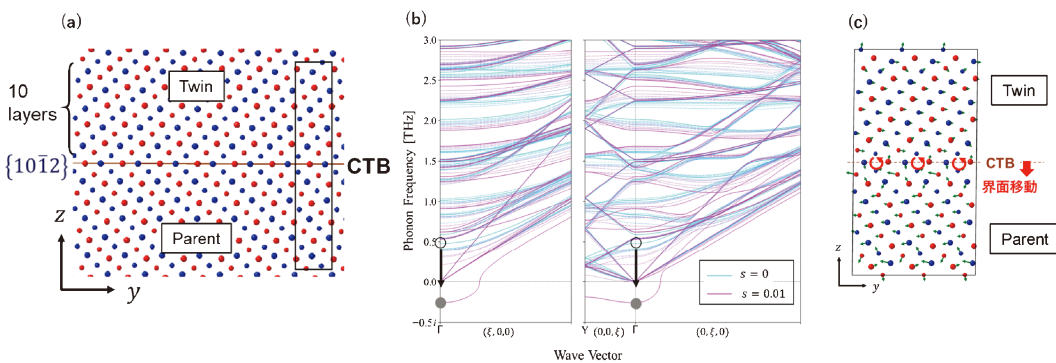 (a)
10
layers
Twin
{101̄2}
CTB
Parent
z
y
(b)
Phonon Frequency [THz]
3.0
2.5
2.0
1.5
1.0
0.5
0.0
−0.5
s = 0
s = 0.01
Γ
(ξ,0,0)
Y
(0,0,ξ)
Γ
(0,ξ,0)
Wave Vector
(c)
Twin
CTB
界面移動
Parent
z
y